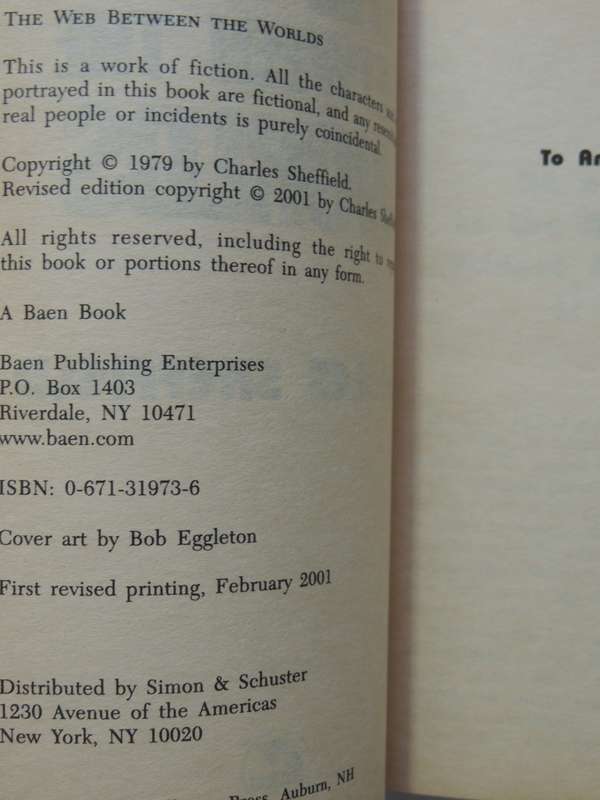 THE WEB BETWEEN THE WORLDS
This is a work of fiction. All the characters
portrayed in this book are fictional, and any
real people or incidents is purely coincidental.
Copyright © 1979 by Charles Sheffield.
Revised edition copyright © 2001 by Charles
All rights reserved, including the right to
this book or portions thereof in any form.
A Baen Book
Baen Publishing Enterprises
P.O. Box 1403
Riverdale, NY 10471
www.baen.com
ISBN: 0-671-31973-6
Cover art by Bob Eggleton
First revised printing, February 2001
Distributed by Simon & Schuster
1230 Avenue of the Americas
New York, NY 10020
Press, Auburn, NH
To